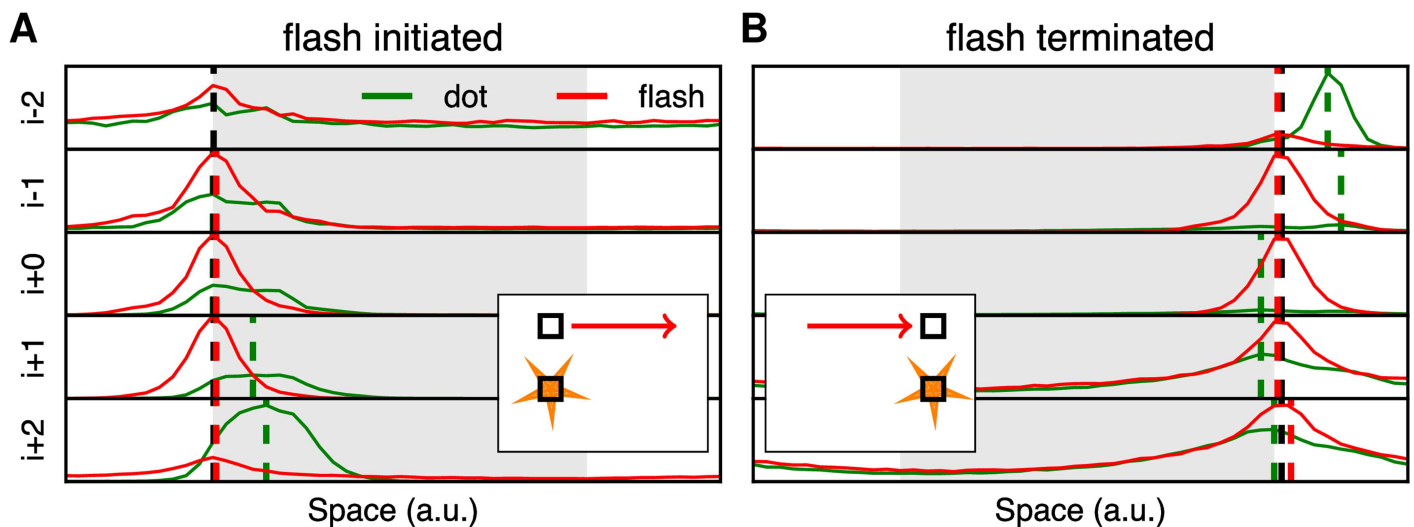 A
flash initiated
B
flash terminated
i-2
dot
flash
i-1
i+0
i+1
i+2
Space (a.u.)
Space (a.u.)